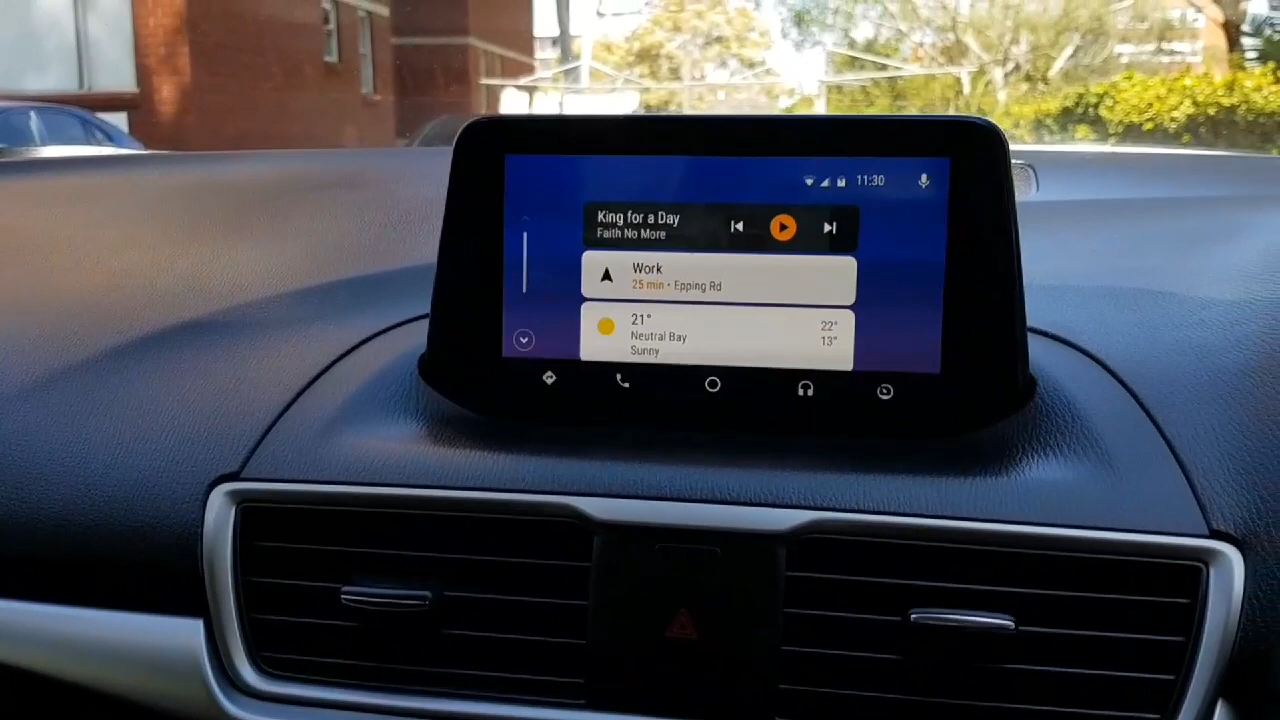 11:30
King for a Day
Faith No More
Work
25 min • Epping Rd
21° 22°
Neutral Bay 13°
Sunny